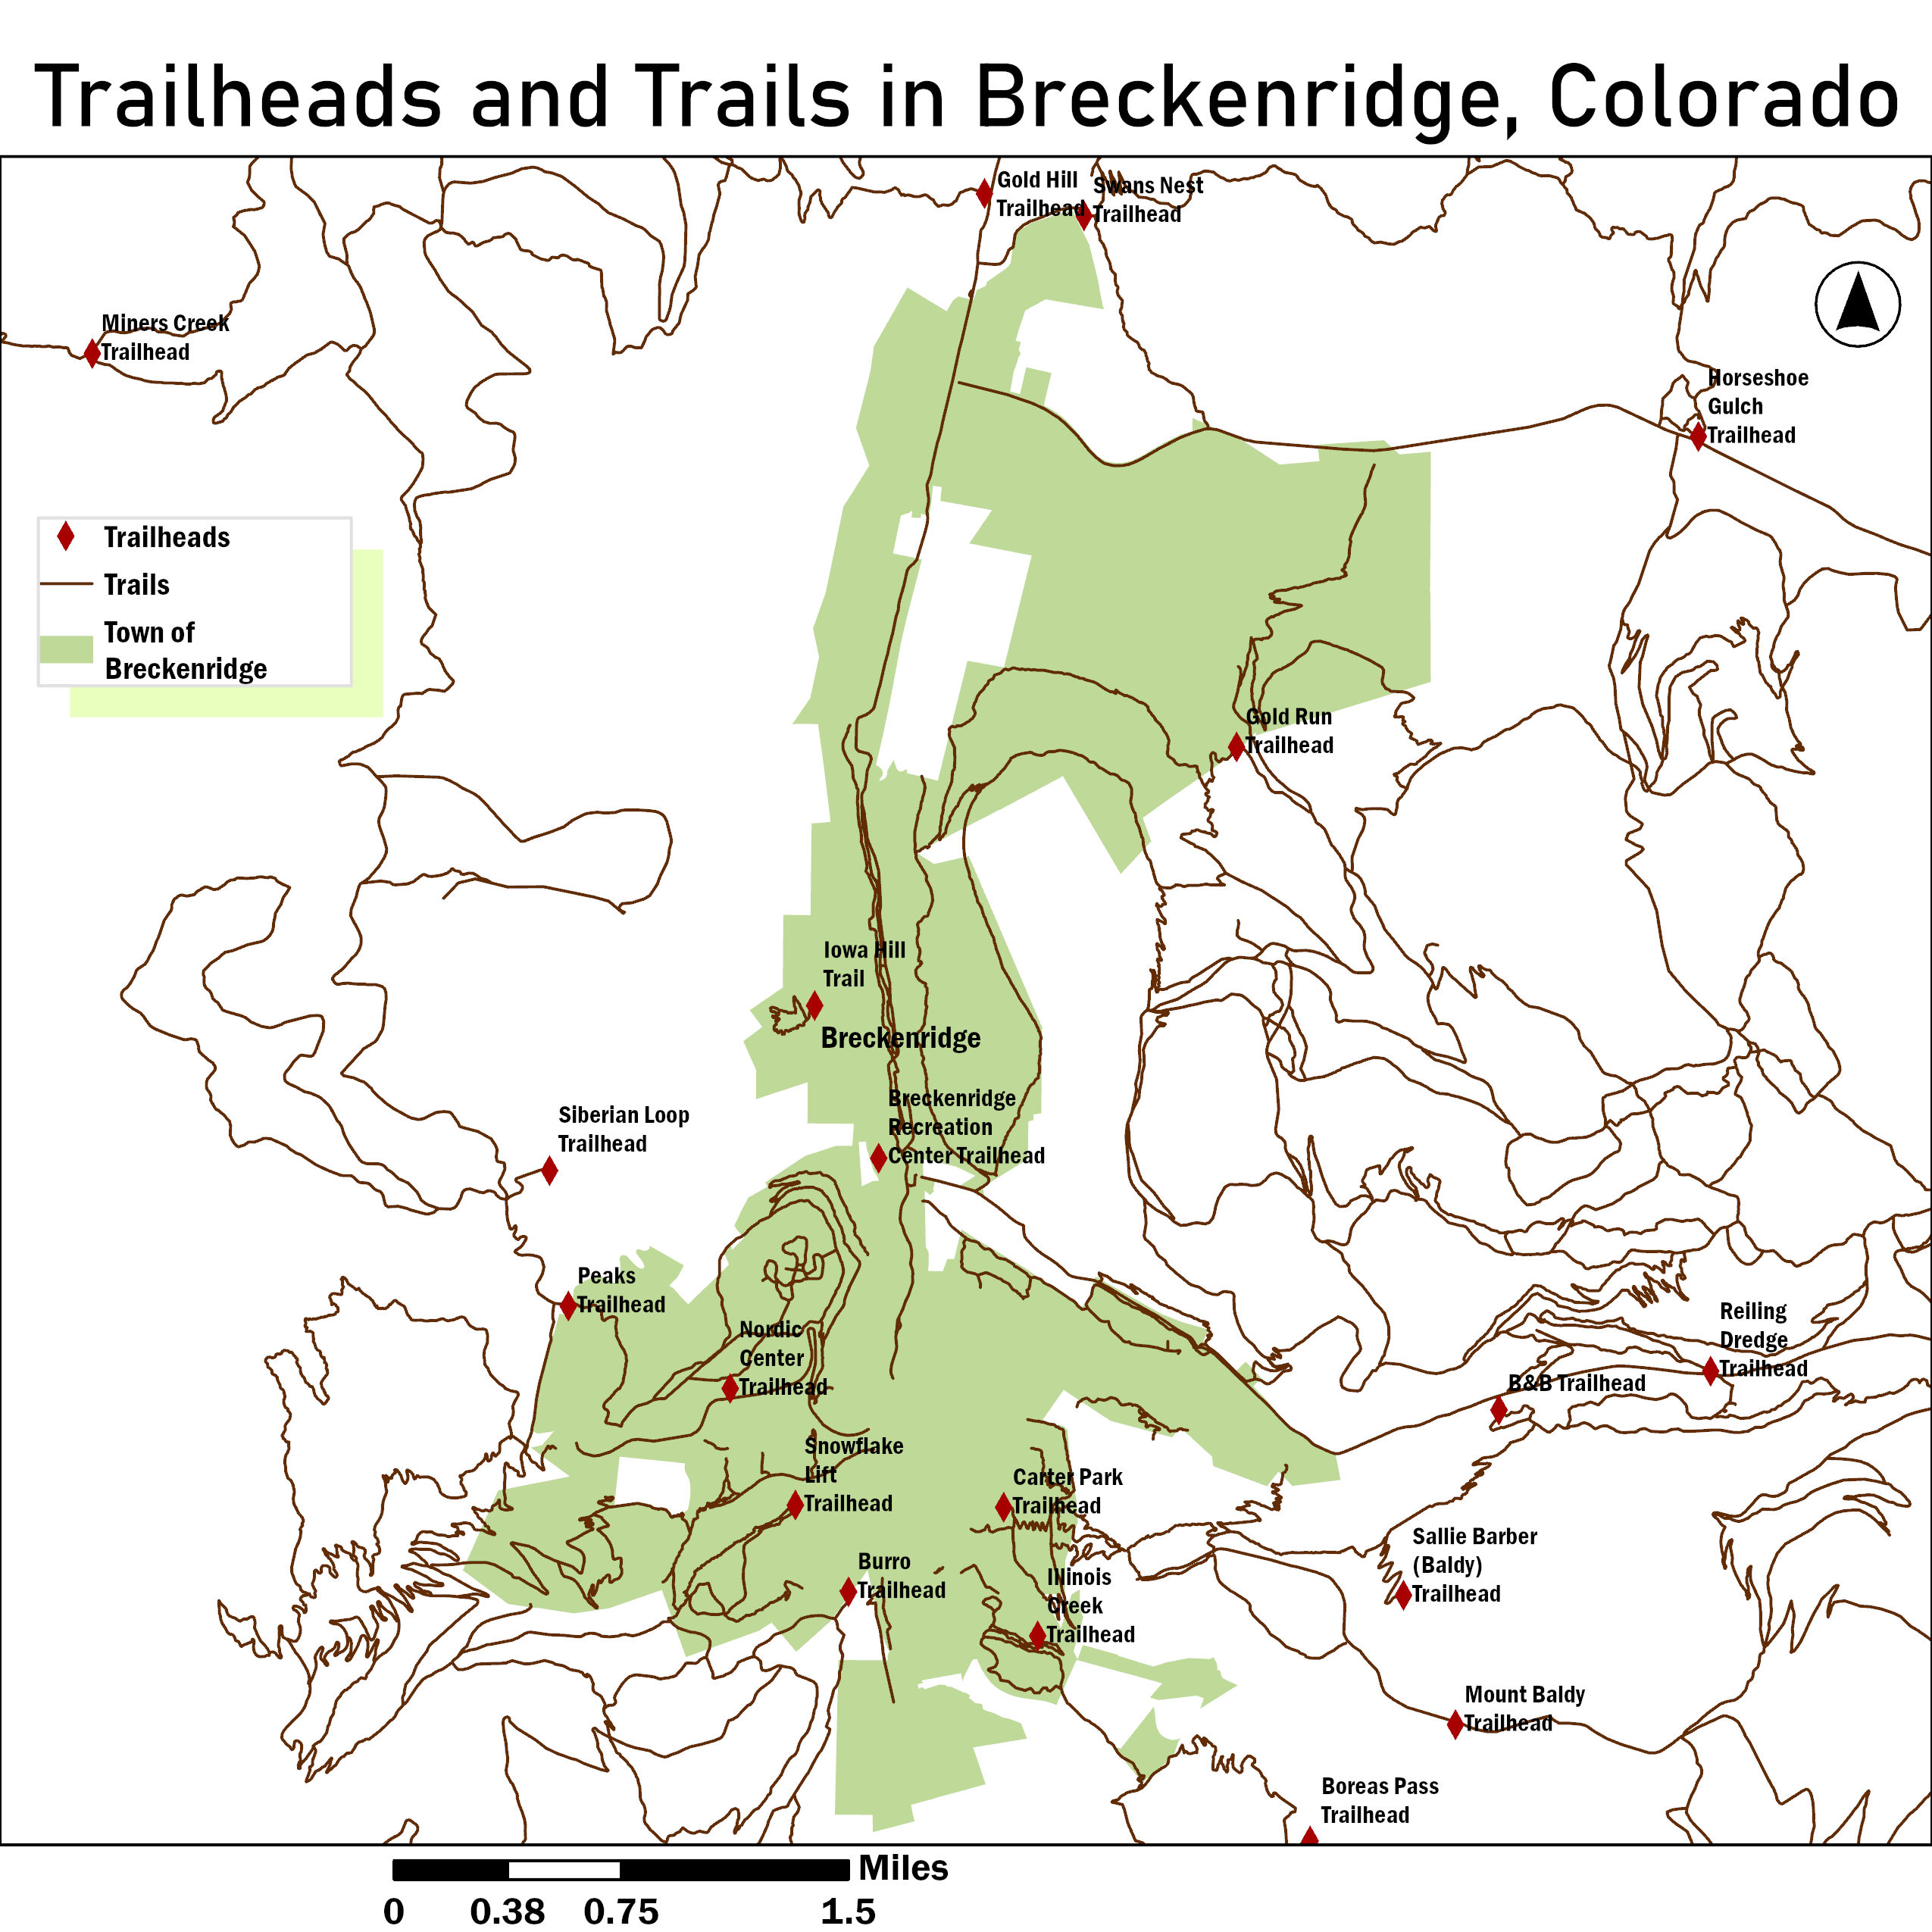 Trailheads and Trails in Breckenridge, Colorado
Gold Hill
Trailhead
Swans Nest
Trailhead
Miners Creek
Trailhead
Horseshoe
Gulch
Trailhead
Trailheads
Trails
Town of
Breckenridge
Gold Run
Trailhead
Iowa Hill
Trail
Breckenridge
Breckenridge
Recreation
Center Trailhead
Siberian Loop
Trailhead
Peaks
Trailhead
Nordic
Center
Trailhead
Reiling
Dredge
Trailhead
B&B Trailhead
Snowflake
Lift
Trailhead
Carter Park
Trailhead
Sallie Barber
(Baldy)
Trailhead
Burro
Trailhead
Illinois
Creek
Trailhead
Mount Baldy
Trailhead
Boreas Pass
Trailhead
Miles
0 0.38 0.75 1.5